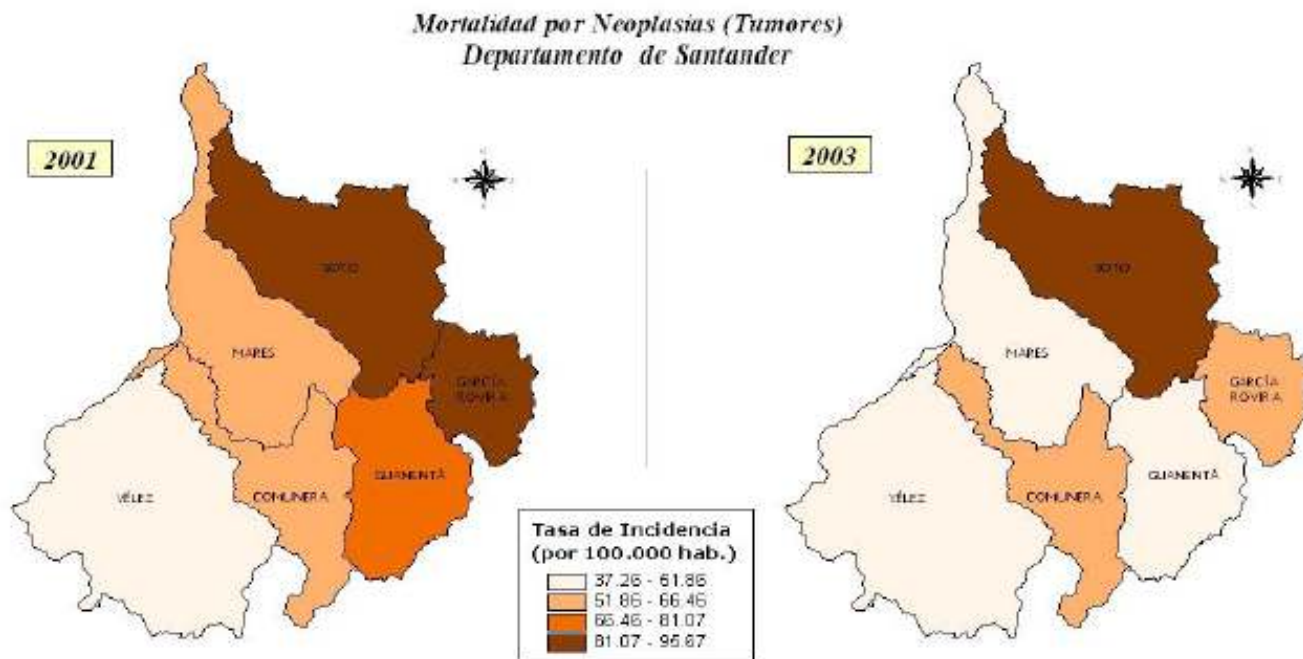 Mortalidad por Neoplasias (Tumores)
Departamento de Santander
2001
2003
SOTO
MARES
GARCÍA
ROVIRA
GUANENTÁ
VÉLEZ
COMUNERA
SOTO
MARES
GARCÍA
ROVIRA
GUANENTÁ
VÉLEZ
COMUNERA
Tasa de Incidencia
(por 100.000 hab.)
37.26 - 51.86
51.86 - 66.46
66.46 - 81.07
81.07 - 95.67